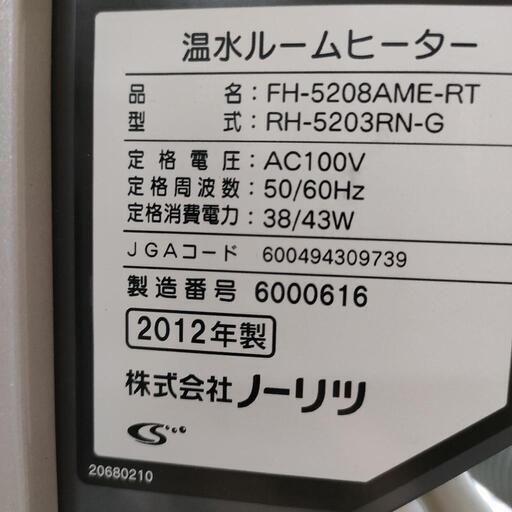 温水ルームヒーター
品名：FH-5208AME-RT
型式：RH-5203RN-G
定格電圧：AC100V
定格周波数：50/60Hz
定格消費電力：38/43W
JGAコード 600494309739
製造番号 6000616
2012年製
株式会社ノーリツ
20680210